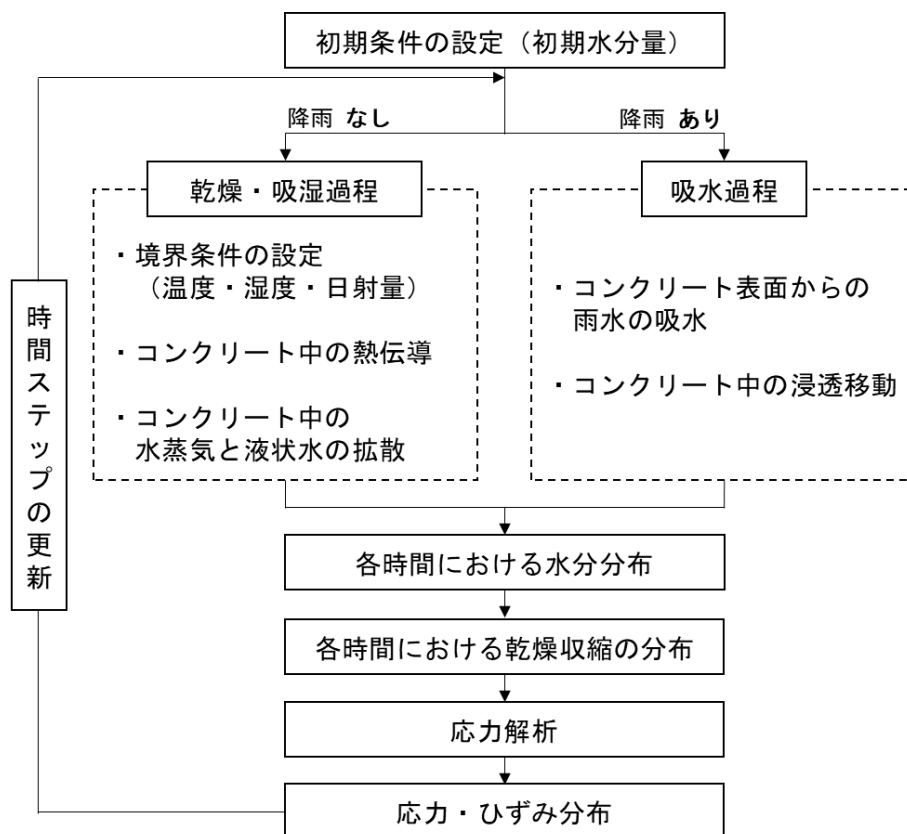 初期条件の設定（初期水分量）
降雨 なし
降雨 あり
乾燥・吸湿過程
・境界条件の設定
（温度・湿度・日射量）
・コンクリート中の熱伝導
・コンクリート中の
水蒸気と液状水の拡散
吸水過程
・コンクリート表面からの
雨水の吸水
・コンクリート中の浸透移動
時間ステップの更新
各時間における水分分布
各時間における乾燥収縮の分布
応力解析
応力・ひずみ分布